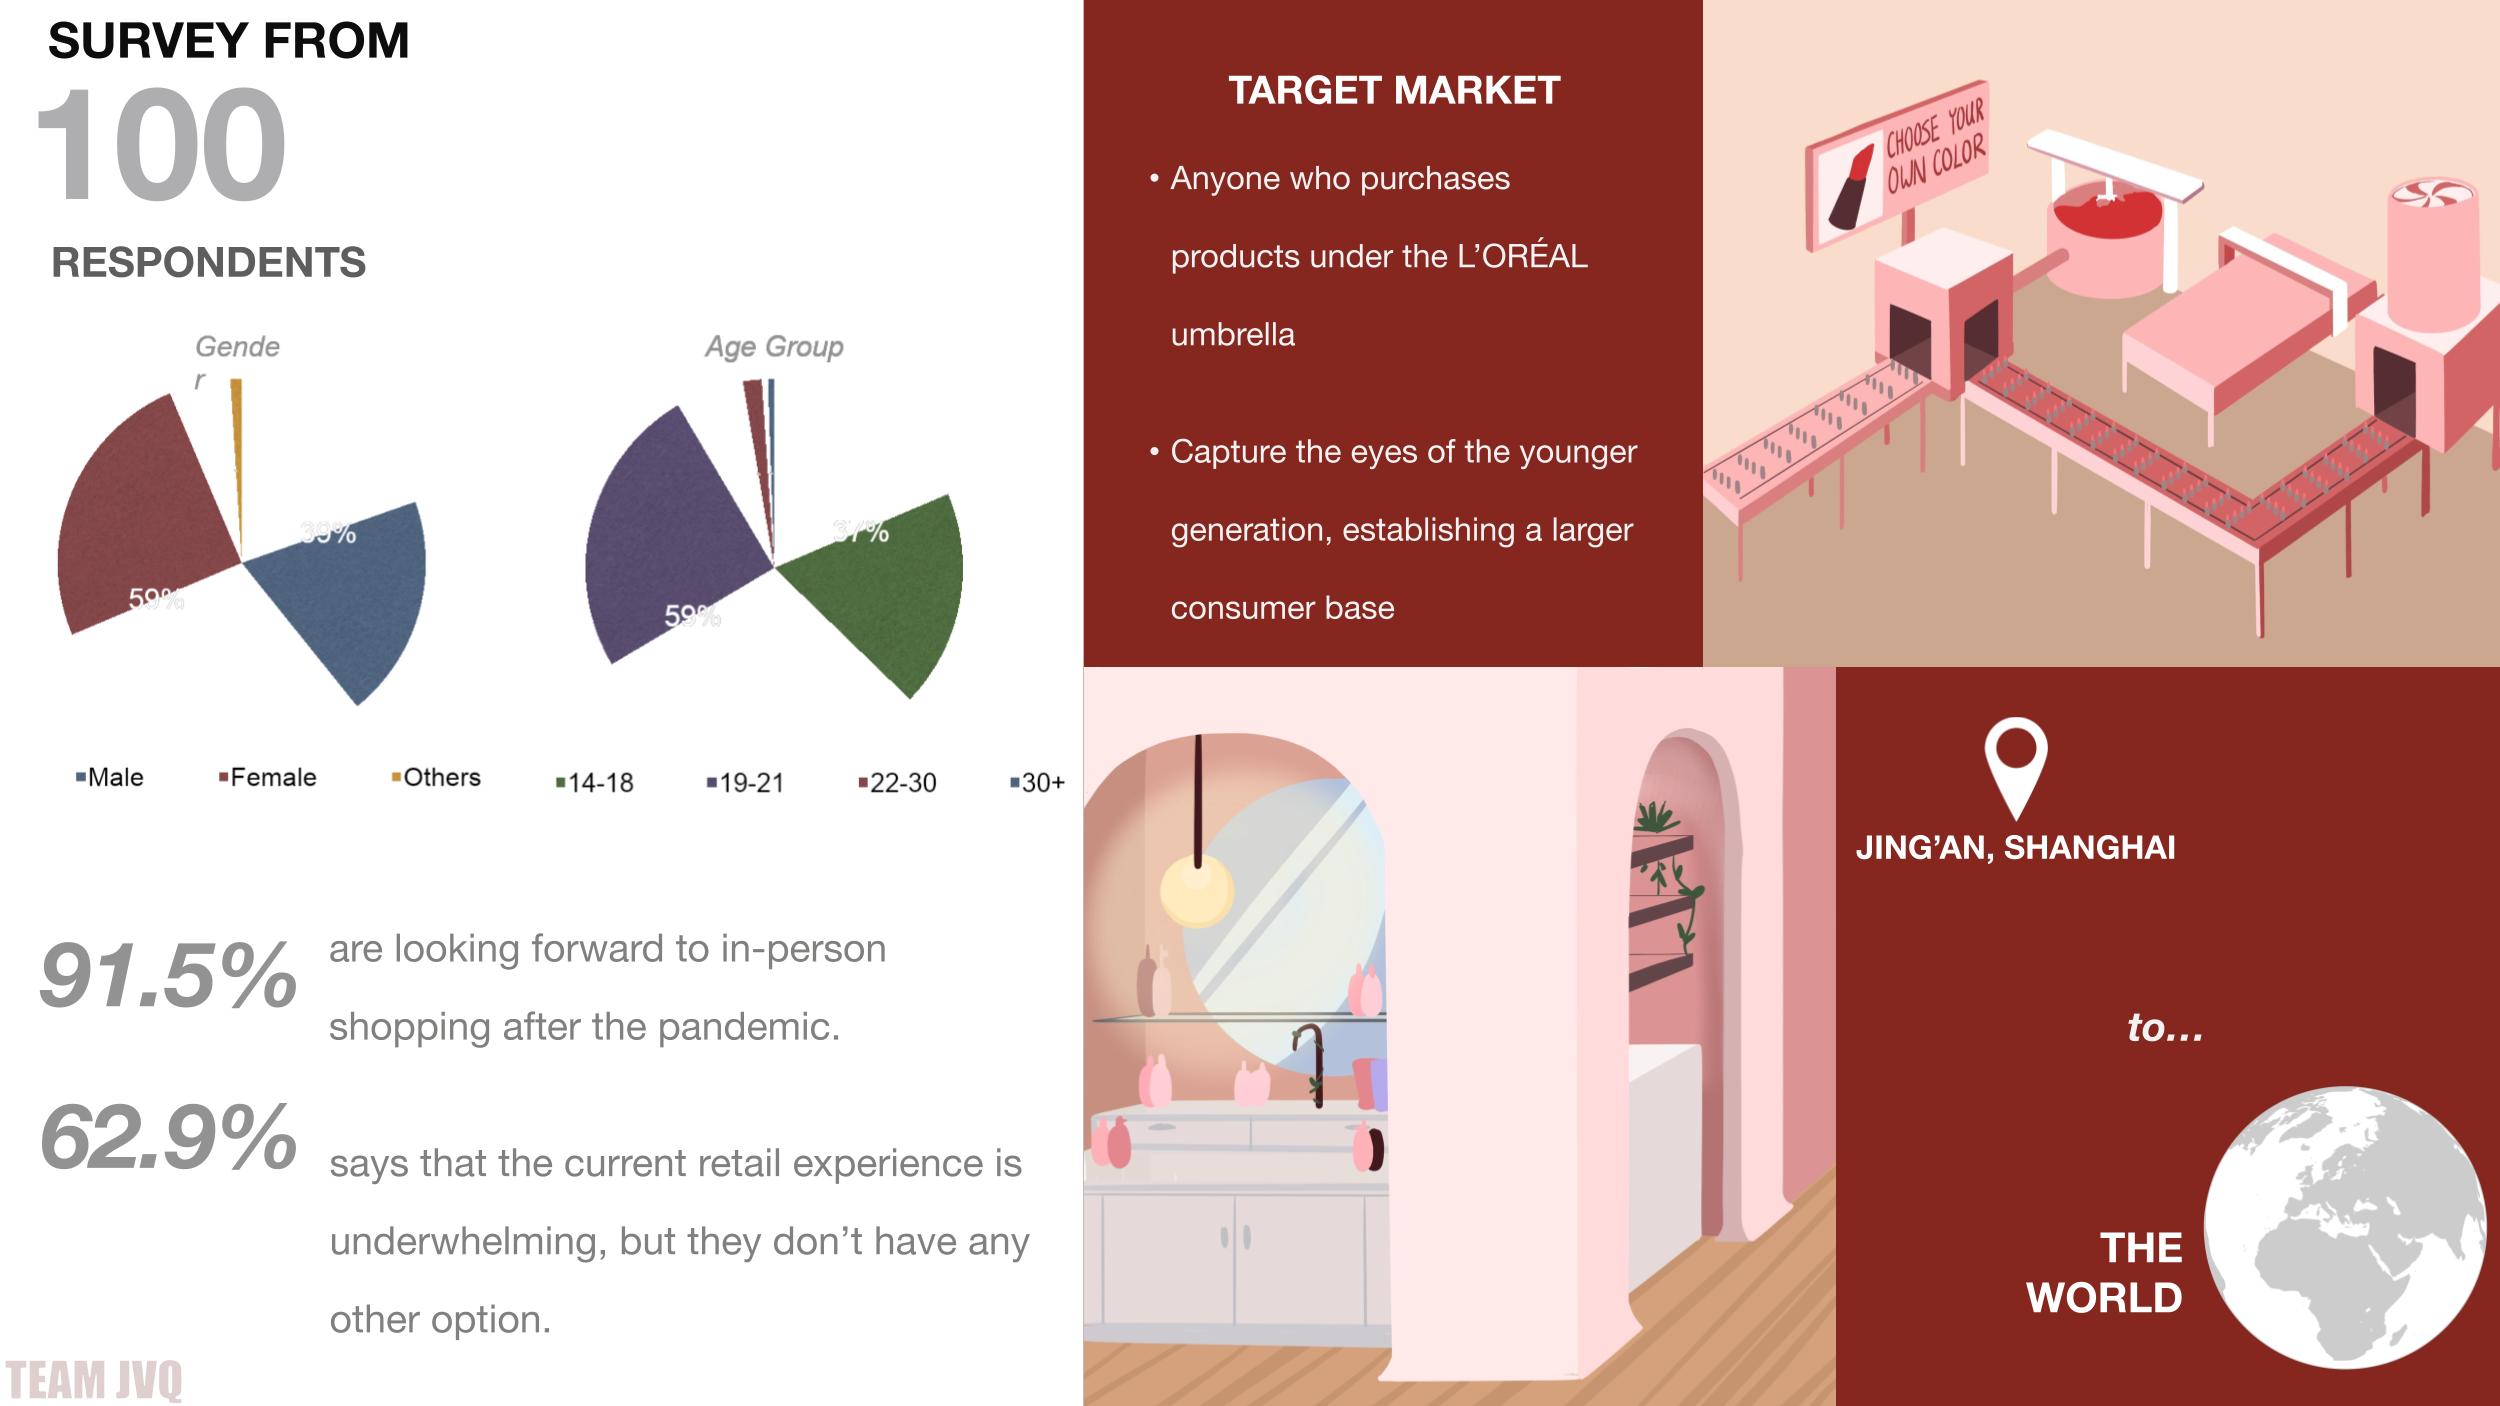 SURVEY FROM
100
RESPONDENTS
Gende
r
39%
59%
Male
Female
Others
Age Group
37%
59%
14-18
19-21
22-30
30+
91.5%
are looking forward to in-person
shopping after the pandemic.
62.9%
says that the current retail experience is
underwhelming, but they don’t have any
other option.
TEAM JVQ
TARGET MARKET
• Anyone who purchases
products under the L’ORÉAL
umbrella
• Capture the eyes of the younger
generation, establishing a larger
consumer base
CHOOSE YOUR
OWN COLOR
JING’AN, SHANGHAI
to...
THE
WORLD